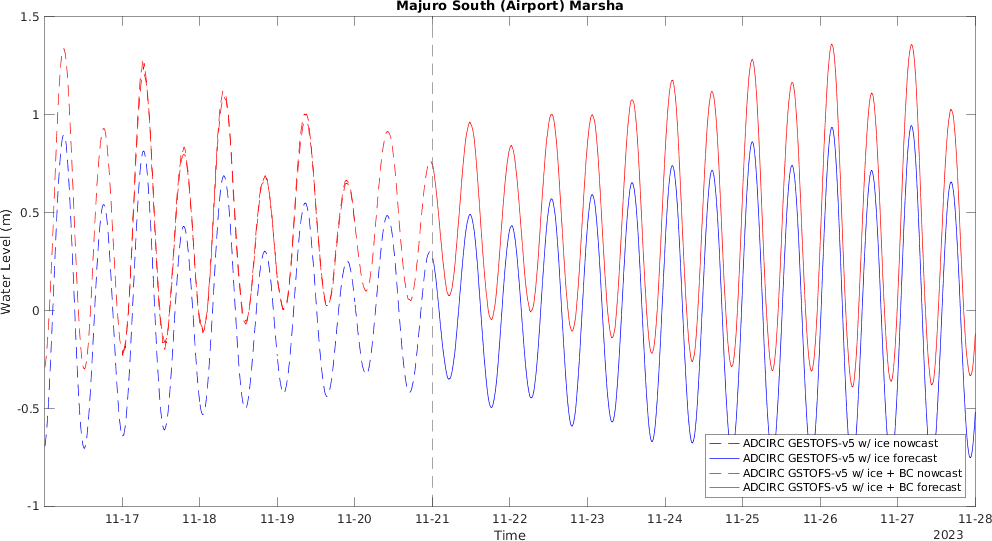 Majuro South (Airport) Marsha
1.5
1
0.5
0
-0.5
-1
Water Level (m)
11-17
11-18
11-19
11-20
11-21
11-22
11-23
11-24
11-25
11-26
11-27
11-28
Time
2023
ADCIRC GESTOFS-v5 w/ ice nowcast
ADCIRC GESTOFS-v5 w/ ice forecast
ADCIRC GSTOFS-v5 w/ ice + BC nowcast
ADCIRC GSTOFS-v5 w/ ice + BC forecast